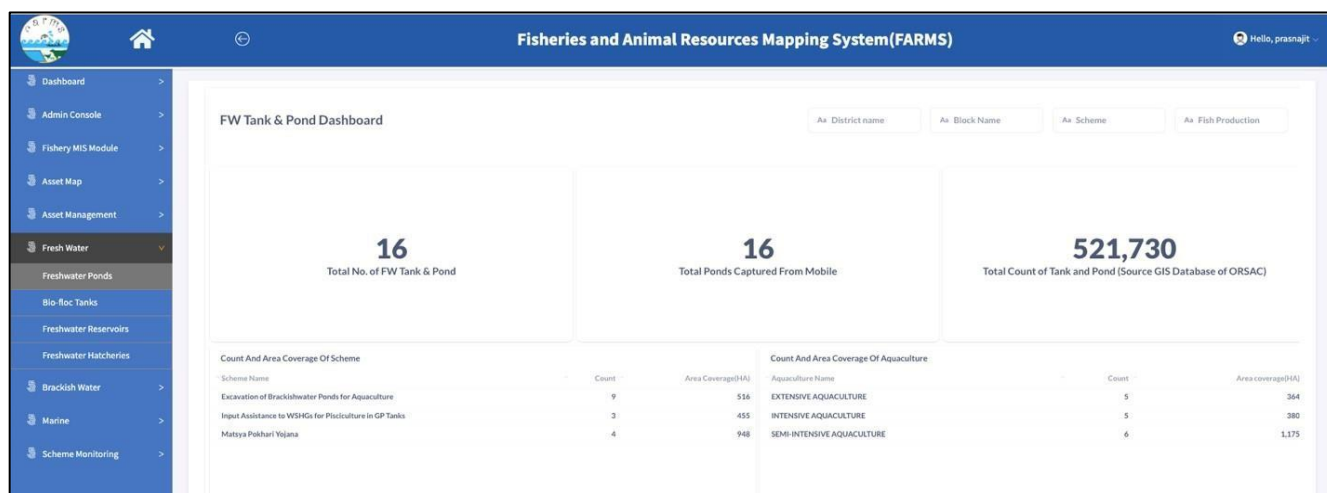 farms
Fisheries and Animal Resources Mapping System(FARMS)
Hello, prasnajit
Dashboard >
Admin Console >
Fishery MIS Module >
Asset Map >
Asset Management >
Fresh Water
Freshwater Ponds
Bio-floc Tanks
Freshwater Reservoirs
Freshwater Hatcheries
Brackish Water >
Marine >
Scheme Monitoring >
FW Tank & Pond Dashboard
Aa District name
Aa Block Name
Aa Scheme
Aa Fish Production
16
Total No. of FW Tank & Pond
16
Total Ponds Captured From Mobile
521,730
Total Count of Tank and Pond (Source GIS Database of ORSAC)
Count And Area Coverage Of Scheme
Scheme Name Count Area Coverage(HA)
Excavation of Brackishwater Ponds for Aquaculture 9 516
Input Assistance to WSHGs for Pisciculture in GP Tanks 3 455
Matsya Pokhari Yojana 4 948
Count And Area Coverage Of Aquaculture
Aquaculture Name Count Area coverage(HA)
EXTENSIVE AQUACULTURE 5 364
INTENSIVE AQUACULTURE 5 380
SEMI-INTENSIVE AQUACULTURE 6 1,175